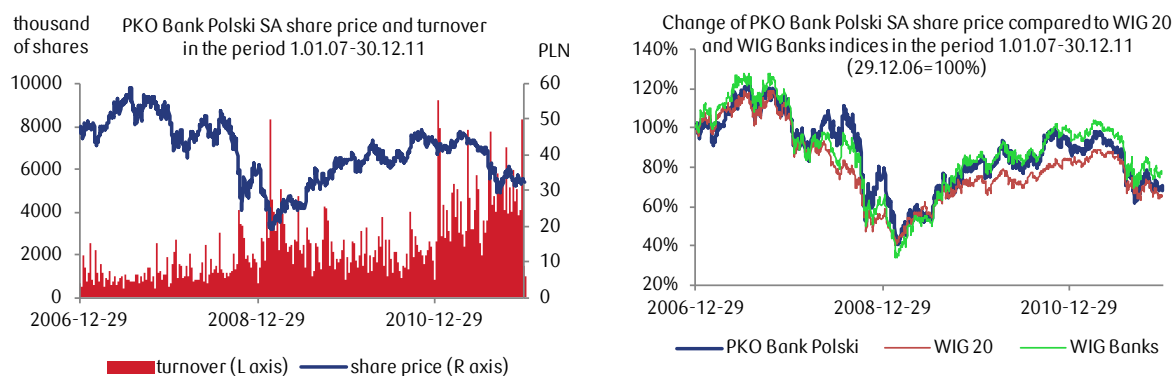 thousand
of shares
PKO Bank Polski SA share price and turnover
in the period 1.01.07-30.12.11
PLN
10000
8000
6000
4000
2000
0
60
50
40
30
20
10
0
2006-12-29 2008-12-29 2010-12-29
turnover (L axis) share price (R axis)
Change of PKO Bank Polski SA share price compared to WIG 20
and WIG Banks indices in the period 1.01.07-30.12.11
(29.12.06=100%)
140%
120%
100%
80%
60%
40%
20%
2006-12-29 2008-12-29 2010-12-29
PKO Bank Polski WIG 20 WIG Banks